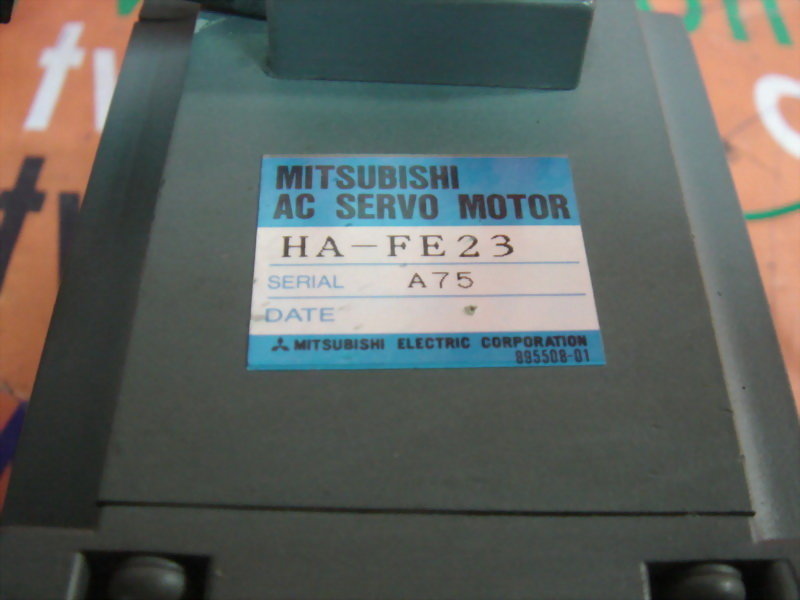 MITSUBISHI
AC SERVO MOTOR
HA-FE23
SERIAL A75
DATE
MITSUBISHI ELECTRIC CORPORATION
895508-01